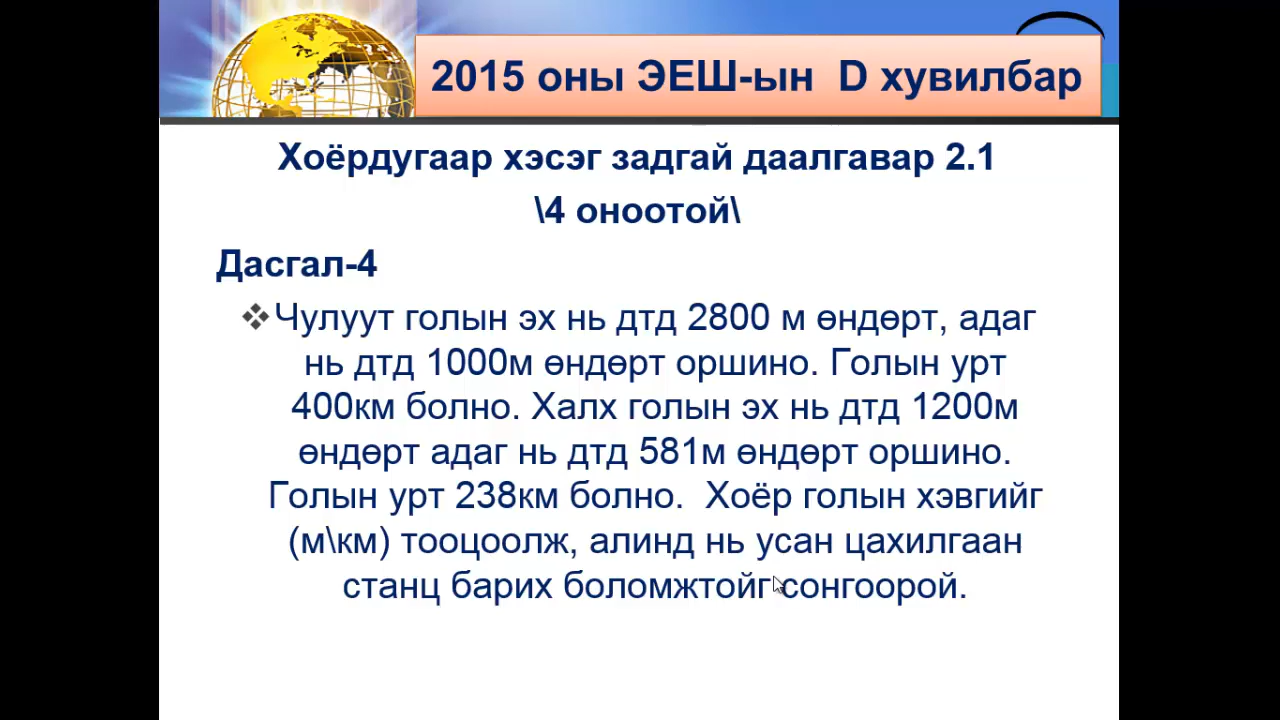 2015 оны ЭЕШ-ын D хувилбар
Хоёрдугаар хэсэг задгай даалгавар 2.1
\4 оноотой\
Дасгал-4
❖Чулуут голын эх нь дтд 2800 м өндөрт, адаг
нь дтд 1000м өндөрт оршино. Голын урт
400км болно. Халх голын эх нь дтд 1200м
өндөрт адаг нь дтд 581м өндөрт оршино.
Голын урт 238км болно. Хоёр голын хэвгийг
(м\км) тооцоолж, алинд нь усан цахилгаан
станц барих боломжтойг сонгоорой.